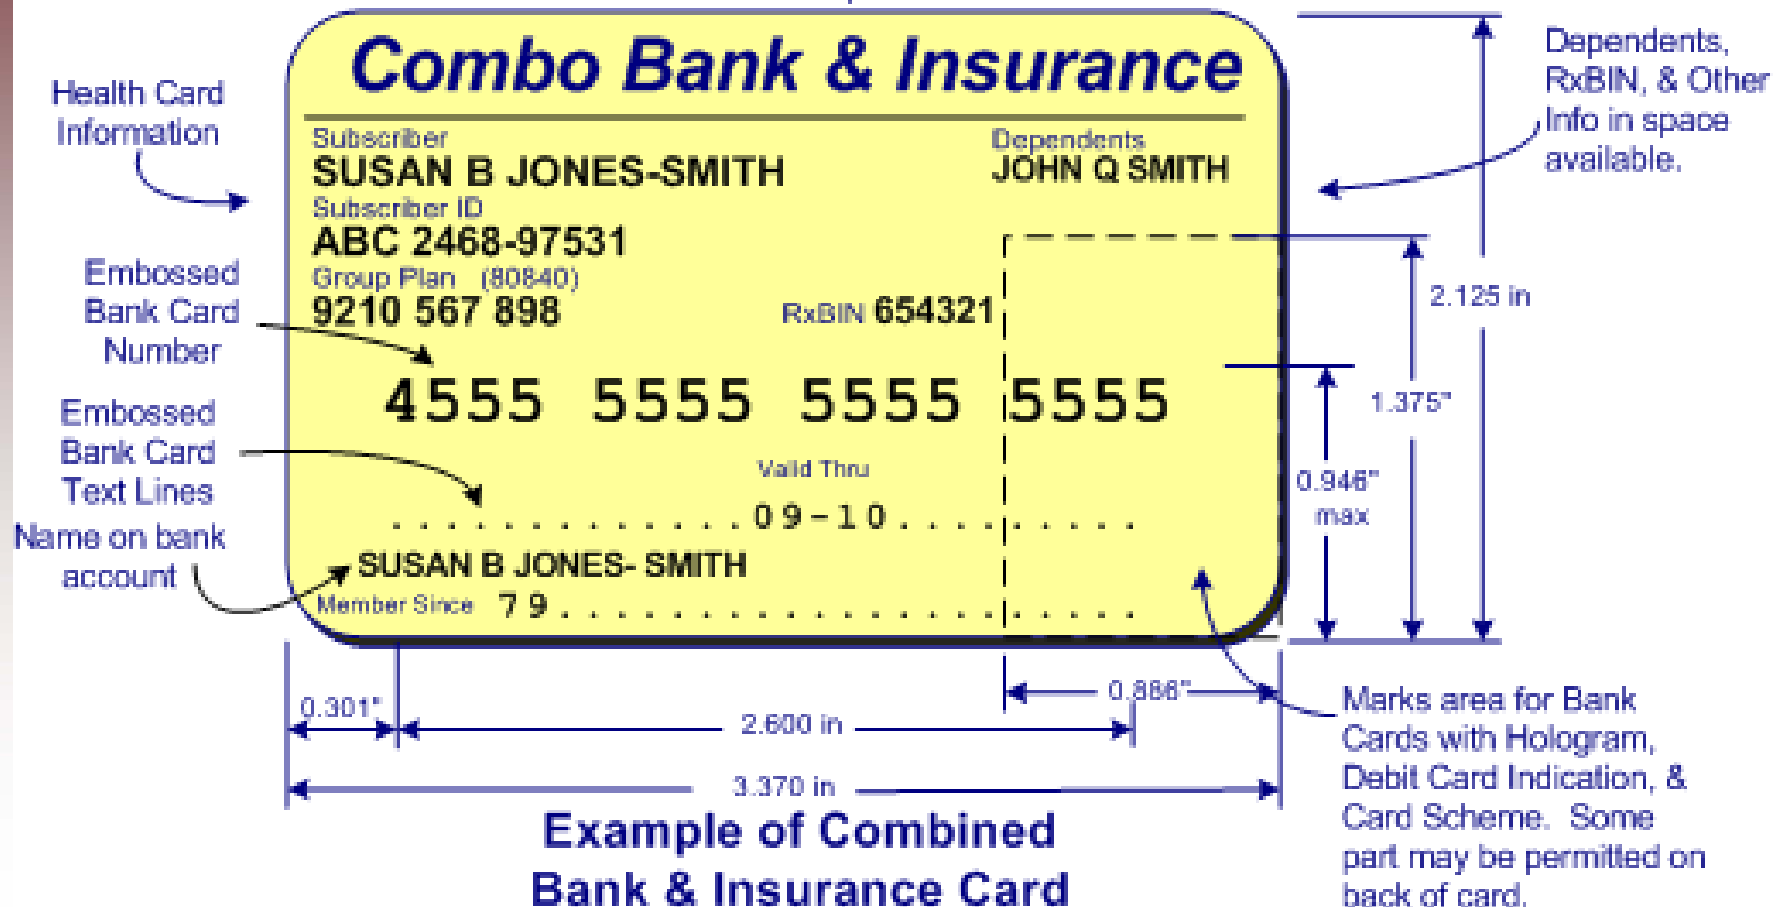 Combo Bank & Insurance
Health Card
Information
Subscriber
SUSAN B JONES-SMITH
Dependents
JOHN Q SMITH
Subscriber ID
ABC 2468-97531
Group Plan (80840)
9210 567 898
RxBIN 654321
4555 5555 5555 5555
Valid Thru
. . . . . . . . . . . . . 09-10 . . . . . . . . .
SUSAN B JONES- SMITH
Member Since 79 . . . . . . . . . . . . . . . . . . . . .
Embossed
Bank Card
Number
Embossed
Bank Card
Text Lines
Name on bank
account
Dependents,
RxBIN, & Other
Info in space
available.
2.125 in
1.375"
0.946"
max
0.301"
0.886"
2.600 in
3.370 in
Marks area for Bank
Cards with Hologram,
Debit Card Indication, &
Card Scheme. Some
part may be permitted on
back of card.
Example of Combined
Bank & Insurance Card